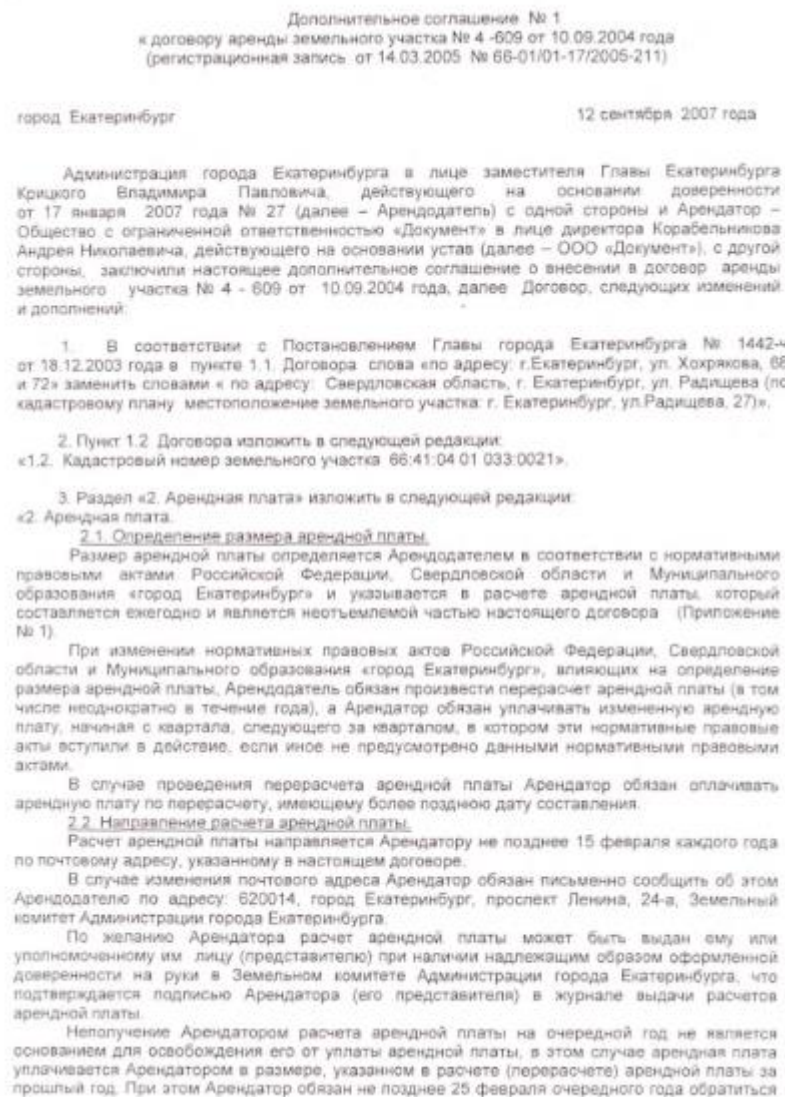 Дополнительное соглашение № 1
к договору аренды земельного участка № 4 -609 от 10.09.2004 года
(регистрационная запись от 14.03.2005 № 66-01/01-17/2005-211)
город Екатеринбург 12 сентября 2007 года
Администрация города Екатеринбурга в лице заместителя Главы Екатеринбурга
Крицкого Владимира Павловича, действующего на основании доверенности
от 17 января 2007 года № 27 (далее – Арендодатель) с одной стороны и Арендатор –
Общество с ограниченной ответственностью «Документ» в лице директора Корабельникова
Андрея Николаевича, действующего на основании устав (далее – ООО «Документ»), с другой
стороны, заключили настоящее дополнительное соглашение о внесении в договор аренды
земельного участка № 4 - 609 от 10.09.2004 года, далее Договор, следующих изменений
и дополнений:
1. В соответствии с Постановлением Главы города Екатеринбурга № 1442-ч
от 18.12.2003 года в пункте 1.1. Договора слова «по адресу: г.Екатеринбург, ул. Хохрякова, 68
и 72» заменить словами « по адресу: Свердловская область, г. Екатеринбург, ул. Радищева (по
кадастровому плану местоположение земельного участка: г. Екатеринбург, ул.Радищева, 27)».
2. Пункт 1.2 Договора изложить в следующей редакции:
«1.2. Кадастровый номер земельного участка 66:41:04 01 033:0021».
3. Раздел «2. Арендная плата» изложить в следующей редакции:
«2. Арендная плата.
2.1. Определение размера арендной платы.
Размер арендной платы определяется Арендодателем в соответствии с нормативными
правовыми актами Российской Федерации, Свердловской области и Муниципального
образования «город Екатеринбург» и указывается в расчете арендной платы, который
составляется ежегодно и является неотъемлемой частью настоящего договора (Приложение
№ 1).
При изменении нормативных правовых актов Российской Федерации, Свердловской
области и Муниципального образования «город Екатеринбург», влияющих на определение
размера арендной платы, Арендодатель обязан произвести перерасчет арендной платы (в том
числе неоднократно в течение года), а Арендатор обязан уплачивать измененную арендную
плату, начиная с квартала, следующего за кварталом, в котором эти нормативные правовые
акты вступили в действие, если иное не предусмотрено данными нормативными правовыми
актами.
В случае проведения перерасчета арендной платы Арендатор обязан оплачивать
арендную плату по перерасчету, имеющему более позднюю дату составления.
2.2. Направление расчета арендной платы.
Расчет арендной платы направляется Арендатору не позднее 15 февраля каждого года
по почтовому адресу, указанному в настоящем договоре.
В случае изменения почтового адреса Арендатор обязан письменно сообщить об этом
Арендодателю по адресу: 620014, город Екатеринбург, проспект Ленина, 24-а, Земельный
комитет Администрации города Екатеринбурга.
По желанию Арендатора расчет арендной платы может быть выдан ему или
уполномоченному им лицу (представителю) при наличии надлежащим образом оформленной
доверенности на руки в Земельном комитете Администрации города Екатеринбурга, что
подтверждается подписью Арендатора (его представителя) в журнале выдачи расчетов
арендной платы.
Неполучение Арендатором расчета арендной платы на очередной год не является
основанием для освобождения его от уплаты арендной платы, в этом случае арендная плата
уплачивается Арендатором в размере, указанном в расчете (перерасчете) арендной платы за
прошлый год. При этом Арендатор обязан не позднее 25 февраля очередного года обратиться